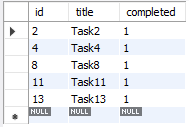 id title completed
2 Task2 1
4 Task4 1
8 Task8 1
11 Task11 1
13 Task13 1
NULL NULL NULL